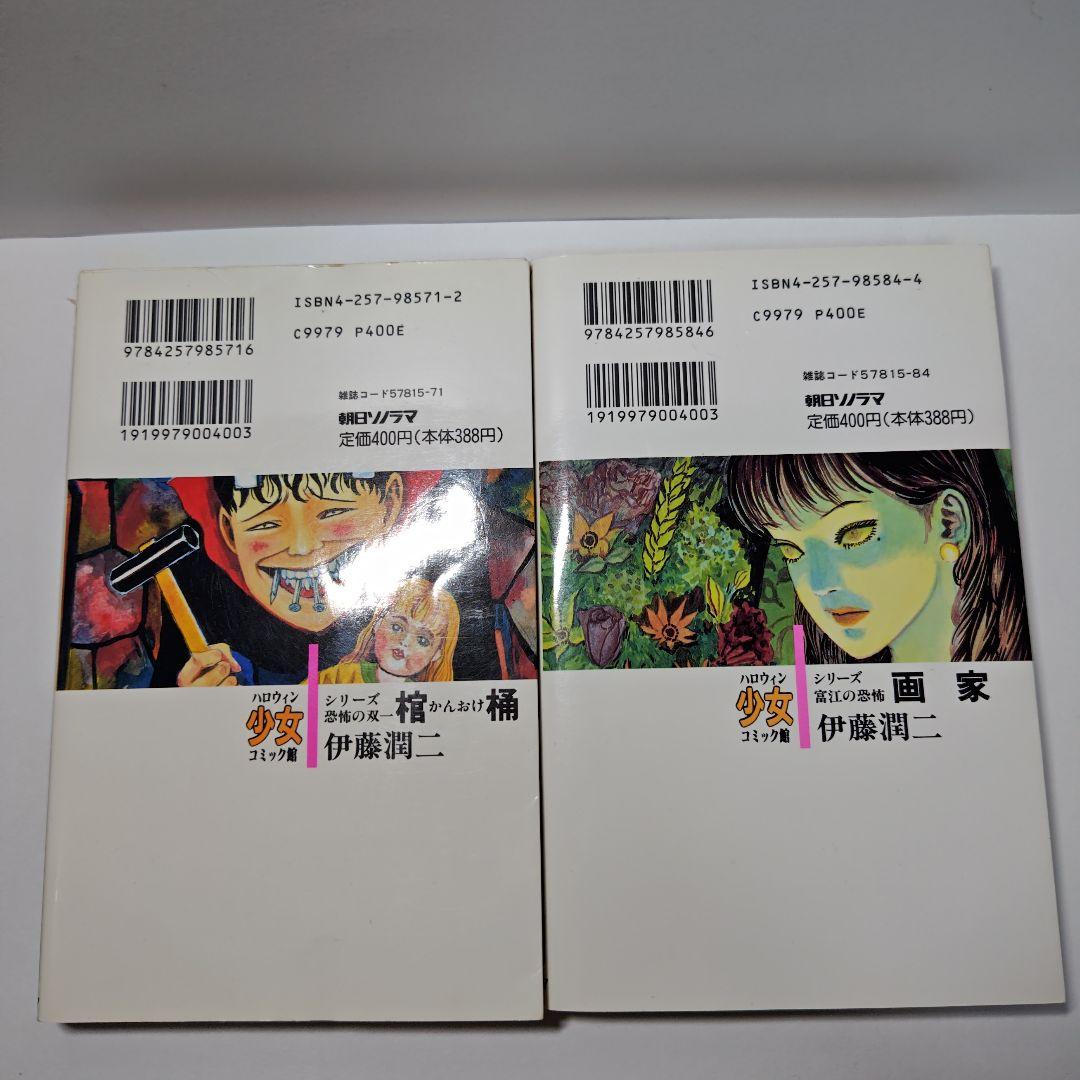 ISBN4-257-98571-2
C9979 P400E
9784257985716
雑誌コード57815-71
朝日ソノラマ
1919979004003
定価400円(本体388円)
ハロウィン
少女
コミック館
シリーズ
恐怖の双一
棺かんおけ桶
伊藤潤二
ISBN4-257-98584-4
C9979 P400E
9784257985846
雑誌コード57815-84
朝日ソノラマ
1919979004003
定価400円(本体388円)
ハロウィン
少女
コミック館
シリーズ
富江の恐怖
画家
伊藤潤二